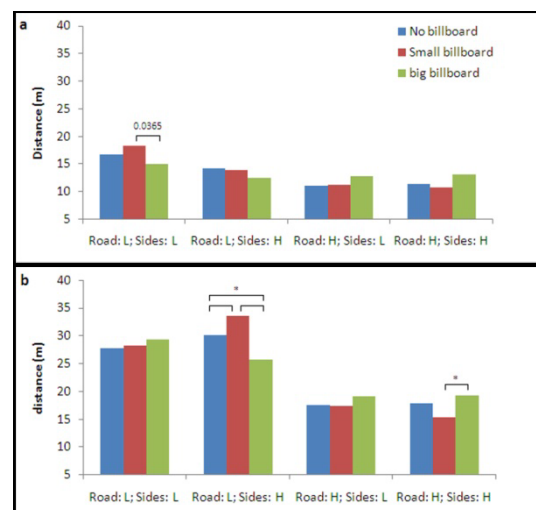 a
40
35
30
25
20
15
10
5
Distance (m)
No billboard
Small billboard
big billboard
0.0365
Road: L; Sides: L
Road: L; Sides: H
Road: H; Sides: L
Road: H; Sides: H
b
40
35
30
25
20
15
10
5
distance (m)
*
*
Road: L; Sides: L
Road: L; Sides: H
Road: H; Sides: L
Road: H; Sides: H